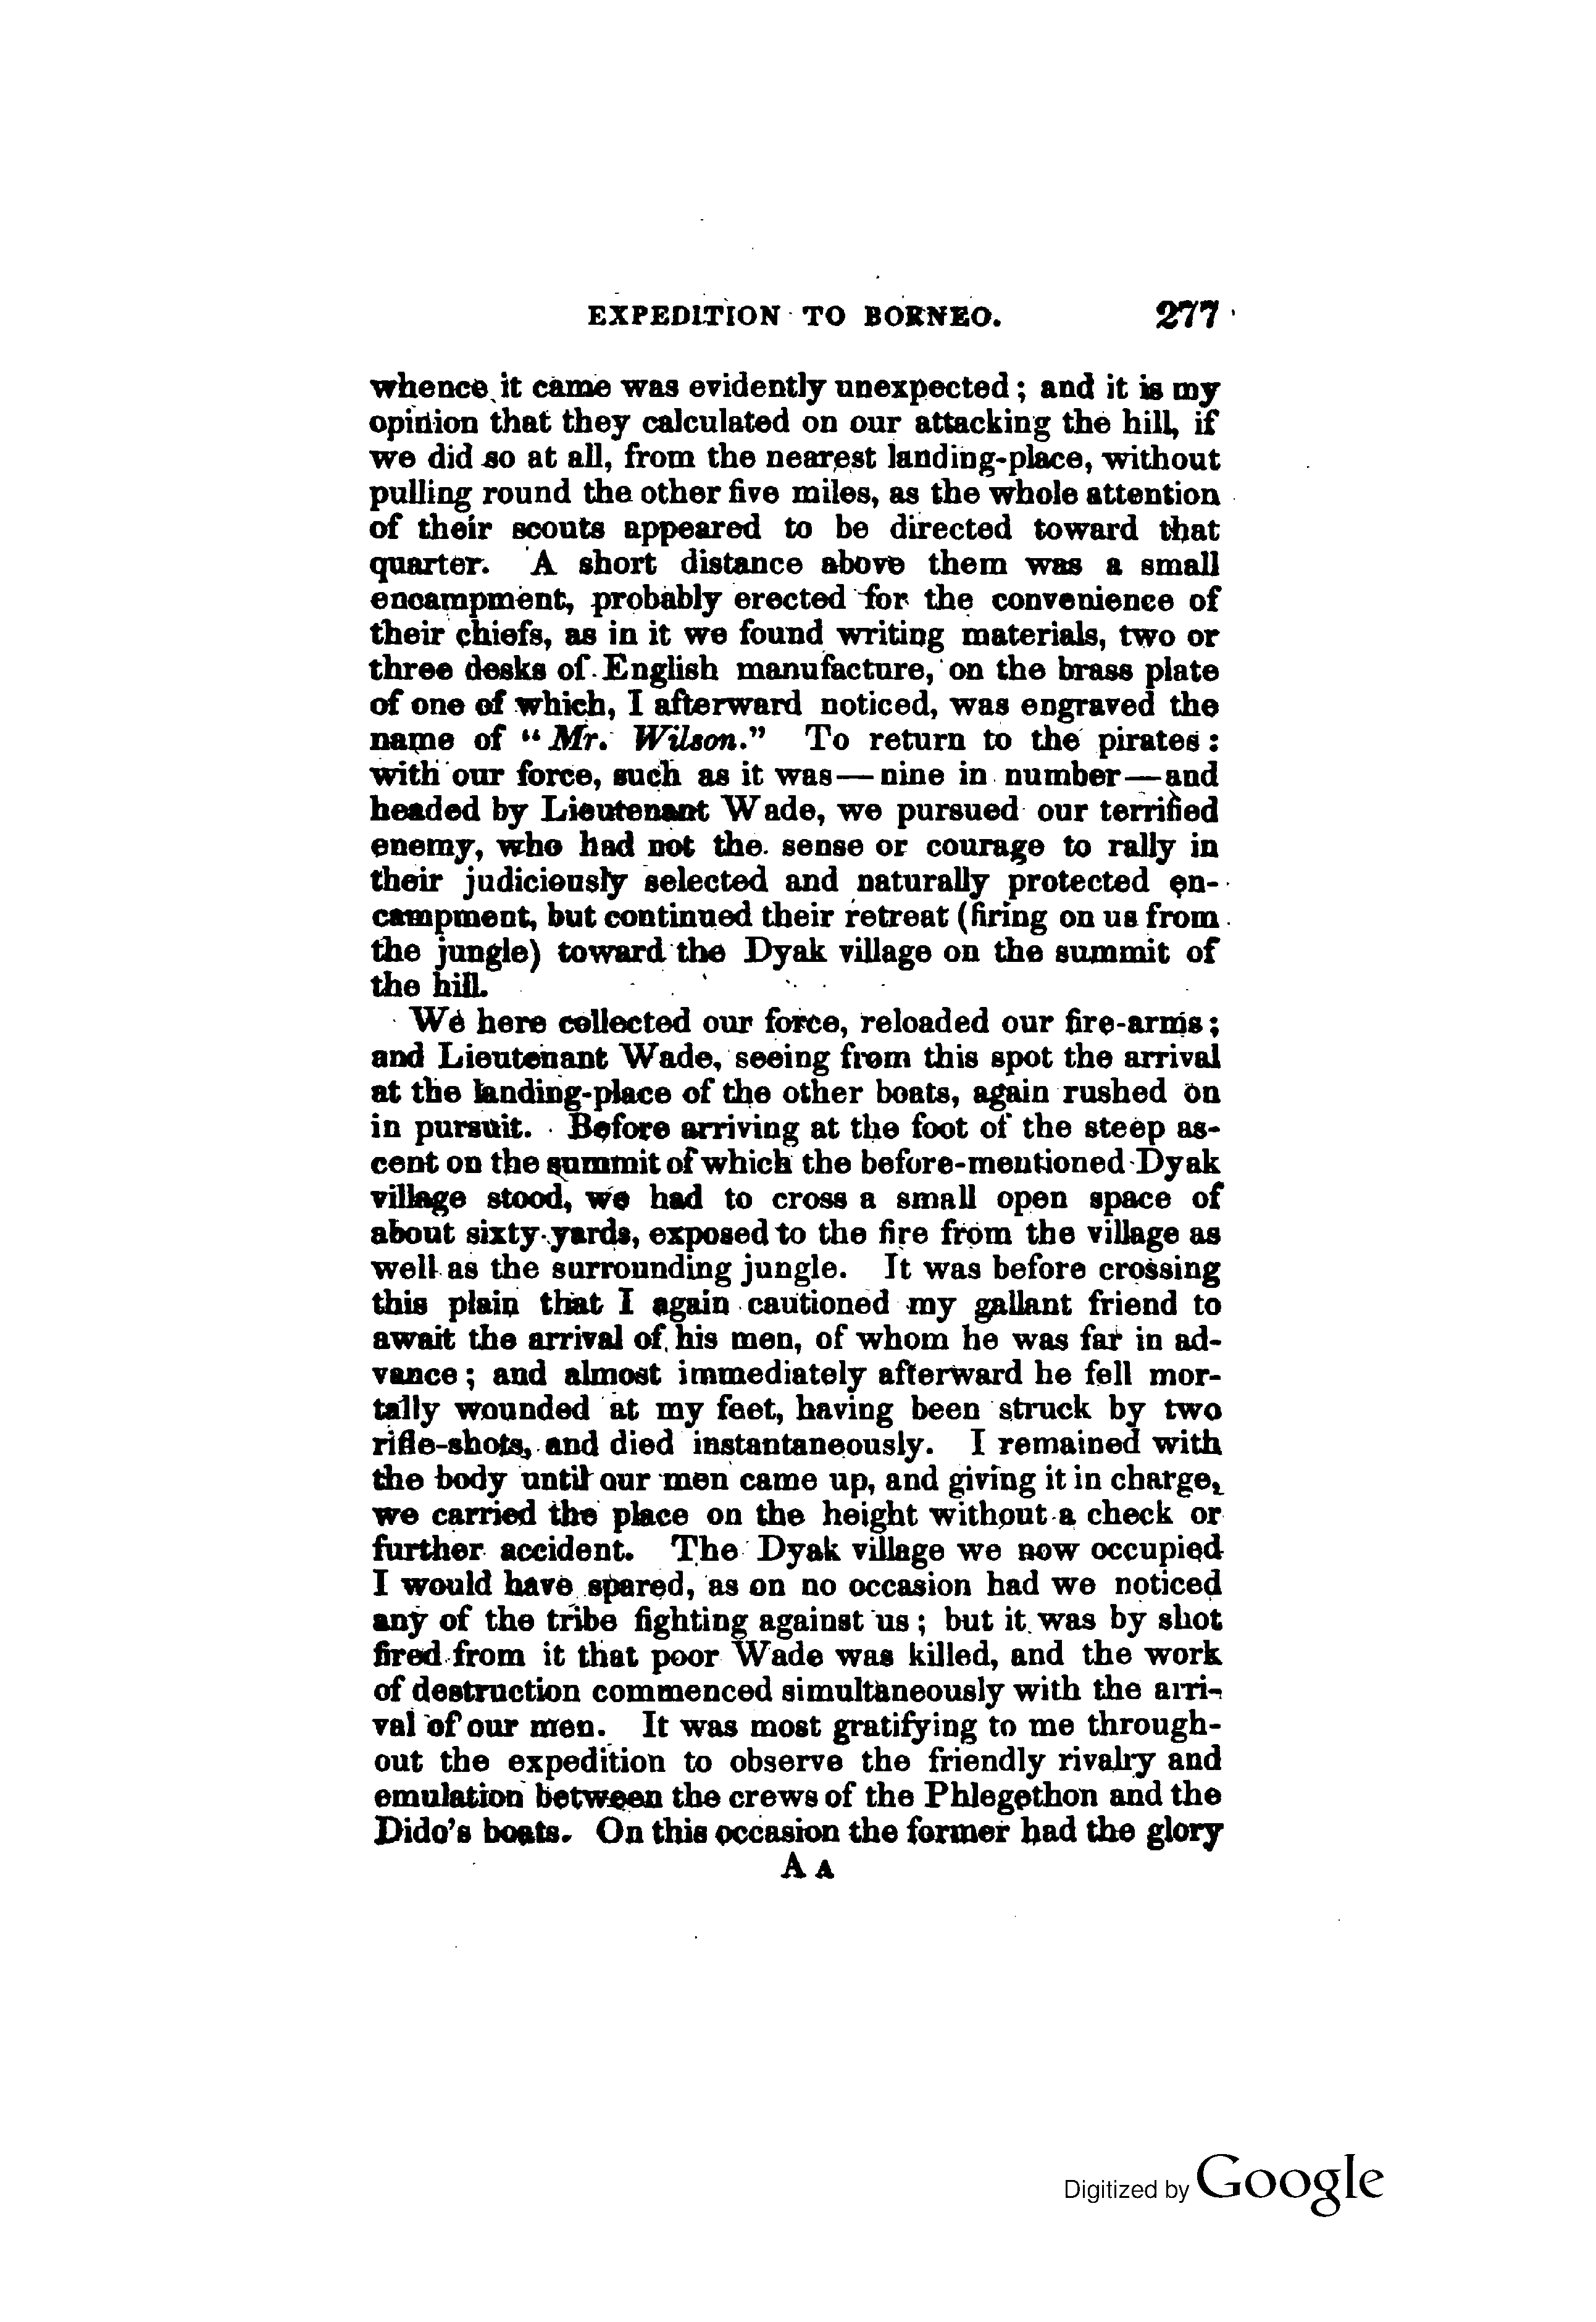 EXPEDITION TO BORNEO. 277
whence it came was evidently unexpected; and it is my
opinion that they calculated on our attacking the hill, if
we did so at all, from the nearest landing-place, without
pulling round the other five miles, as the whole attention
of their scouts appeared to be directed toward that
quarter. A short distance above them was a small
encampment, probably erected for the convenience of
their chiefs, as in it we found writing materials, two or
three desks of English manufacture, on the brass plate
of one of which, I afterward noticed, was engraved the
name of "Mr. Wilson." To return to the pirates:
with our force, such as it was—nine in number—and
headed by Lieutenant Wade, we pursued our terrified
enemy, who had not the sense or courage to rally in
their judiciously selected and naturally protected en-
campment, but continued their retreat (firing on us from
the jungle) toward the Dyak village on the summit of
the hill.
We here collected our force, reloaded our fire-arms;
and Lieutenant Wade, seeing from this spot the arrival
at the landing-place of the other boats, again rushed on
in pursuit. Before arriving at the foot of the steep as-
cent on the summit of which the before-mentioned Dyak
village stood, we had to cross a small open space of
about sixty yards, exposed to the fire from the village as
well as the surrounding jungle. It was before crossing
this plain that I again cautioned my gallant friend to
await the arrival of his men, of whom he was far in ad-
vance; and almost immediately afterward he fell mor-
tally wounded at my feet, having been struck by two
rifle-shots, and died instantaneously. I remained with
the body until our men came up, and giving it in charge,
we carried the place on the height without a check or
further accident. The Dyak village we now occupied
I would have spared, as on no occasion had we noticed
any of the tribe fighting against us; but it was by shot
fired from it that poor Wade was killed, and the work
of destruction commenced simultaneously with the arri-
val of our men. It was most gratifying to me through-
out the expedition to observe the friendly rivalry and
emulation between the crews of the Phlegethon and the
Dido's boats. On this occasion the former had the glory
A A
Digitized by Google